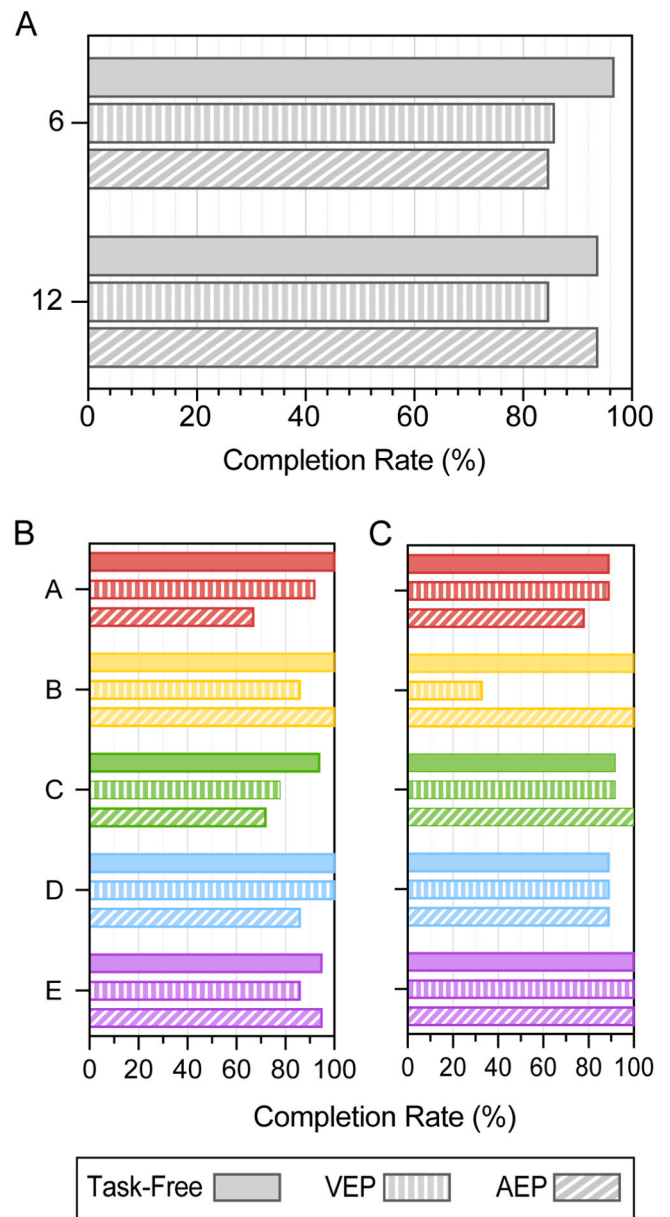 A
6
12
0 20 40 60 80 100
Completion Rate (%)
B C
A
B
C
D
E
0 20 40 60 80 100 0 20 40 60 80 100
Completion Rate (%)
Task-Free VEP AEP